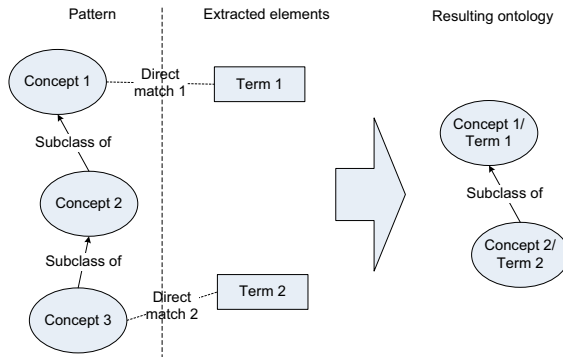 Pattern
Extracted elements
Resulting ontology
Concept 1
Direct
match 1
Term 1
Subclass of
Concept 2
Subclass of
Concept 3
Direct
match 2
Term 2
Concept 1/
Term 1
Subclass of
Concept 2/
Term 2